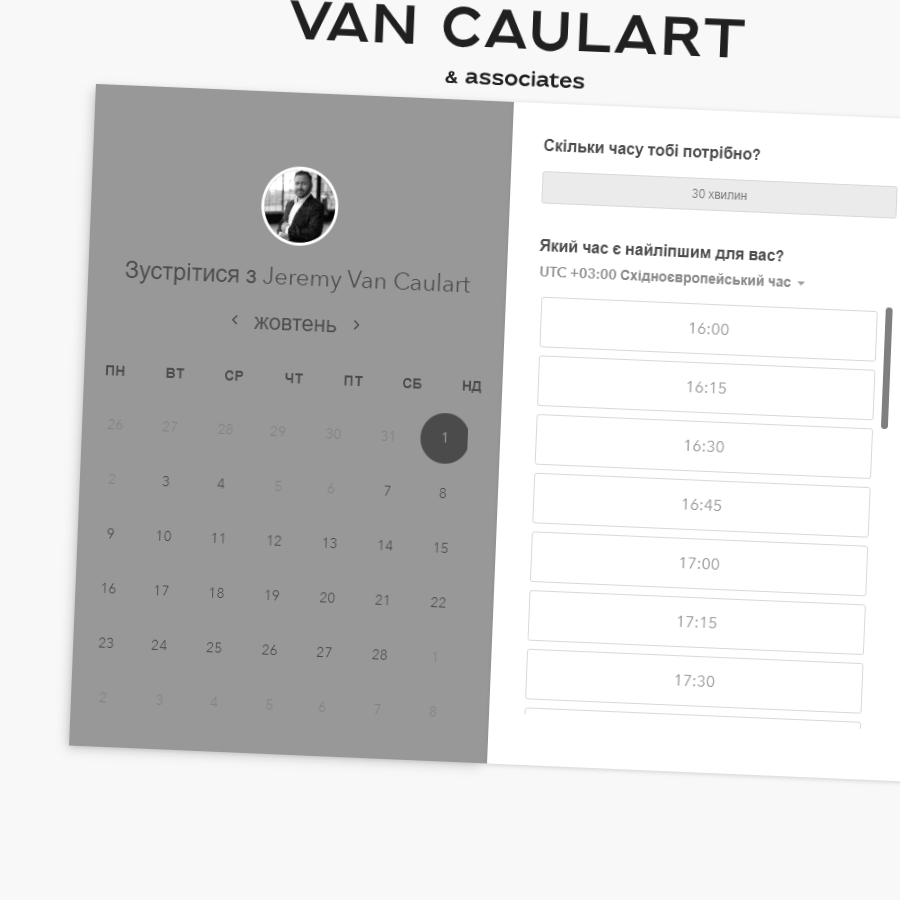 VAN CAULART
& associates
Зустрітися з Jeremy Van Caulart
жовтень
ПН ВТ СР ЧТ ПТ СБ НД
26 27 28 29 30 31 1
2 3 4 5 6 7 8
9 10 11 12 13 14 15
16 17 18 19 20 21 22
23 24 25 26 27 28 1
2 3 4 5 6 7 8
Скільки часу тобі потрібно?
30 хвилин
Який час є найліпшим для вас?
UTC +03:00 Східноєвропейський час
16:00
16:15
16:30
16:45
17:00
17:15
17:30